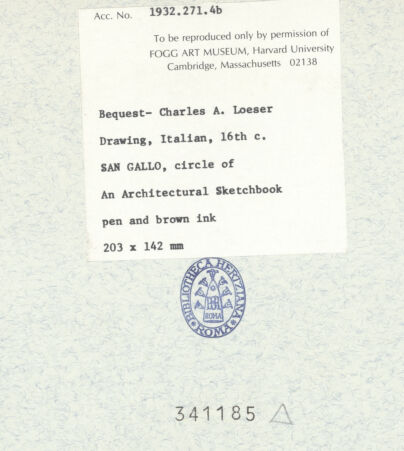 Acc. No. 1932.271.4b
To be reproduced only by permission of
FOGG ART MUSEUM, Harvard University
Cambridge, Massachusetts 02138
Bequest- Charles A. Loeser
Drawing, Italian, 16th c.
SAN GALLO, circle of
An Architectural Sketchbook
pen and brown ink
203 x 142 mm
BIBLIOTHECA HERTZIANA
ROMA
ROMA
341185